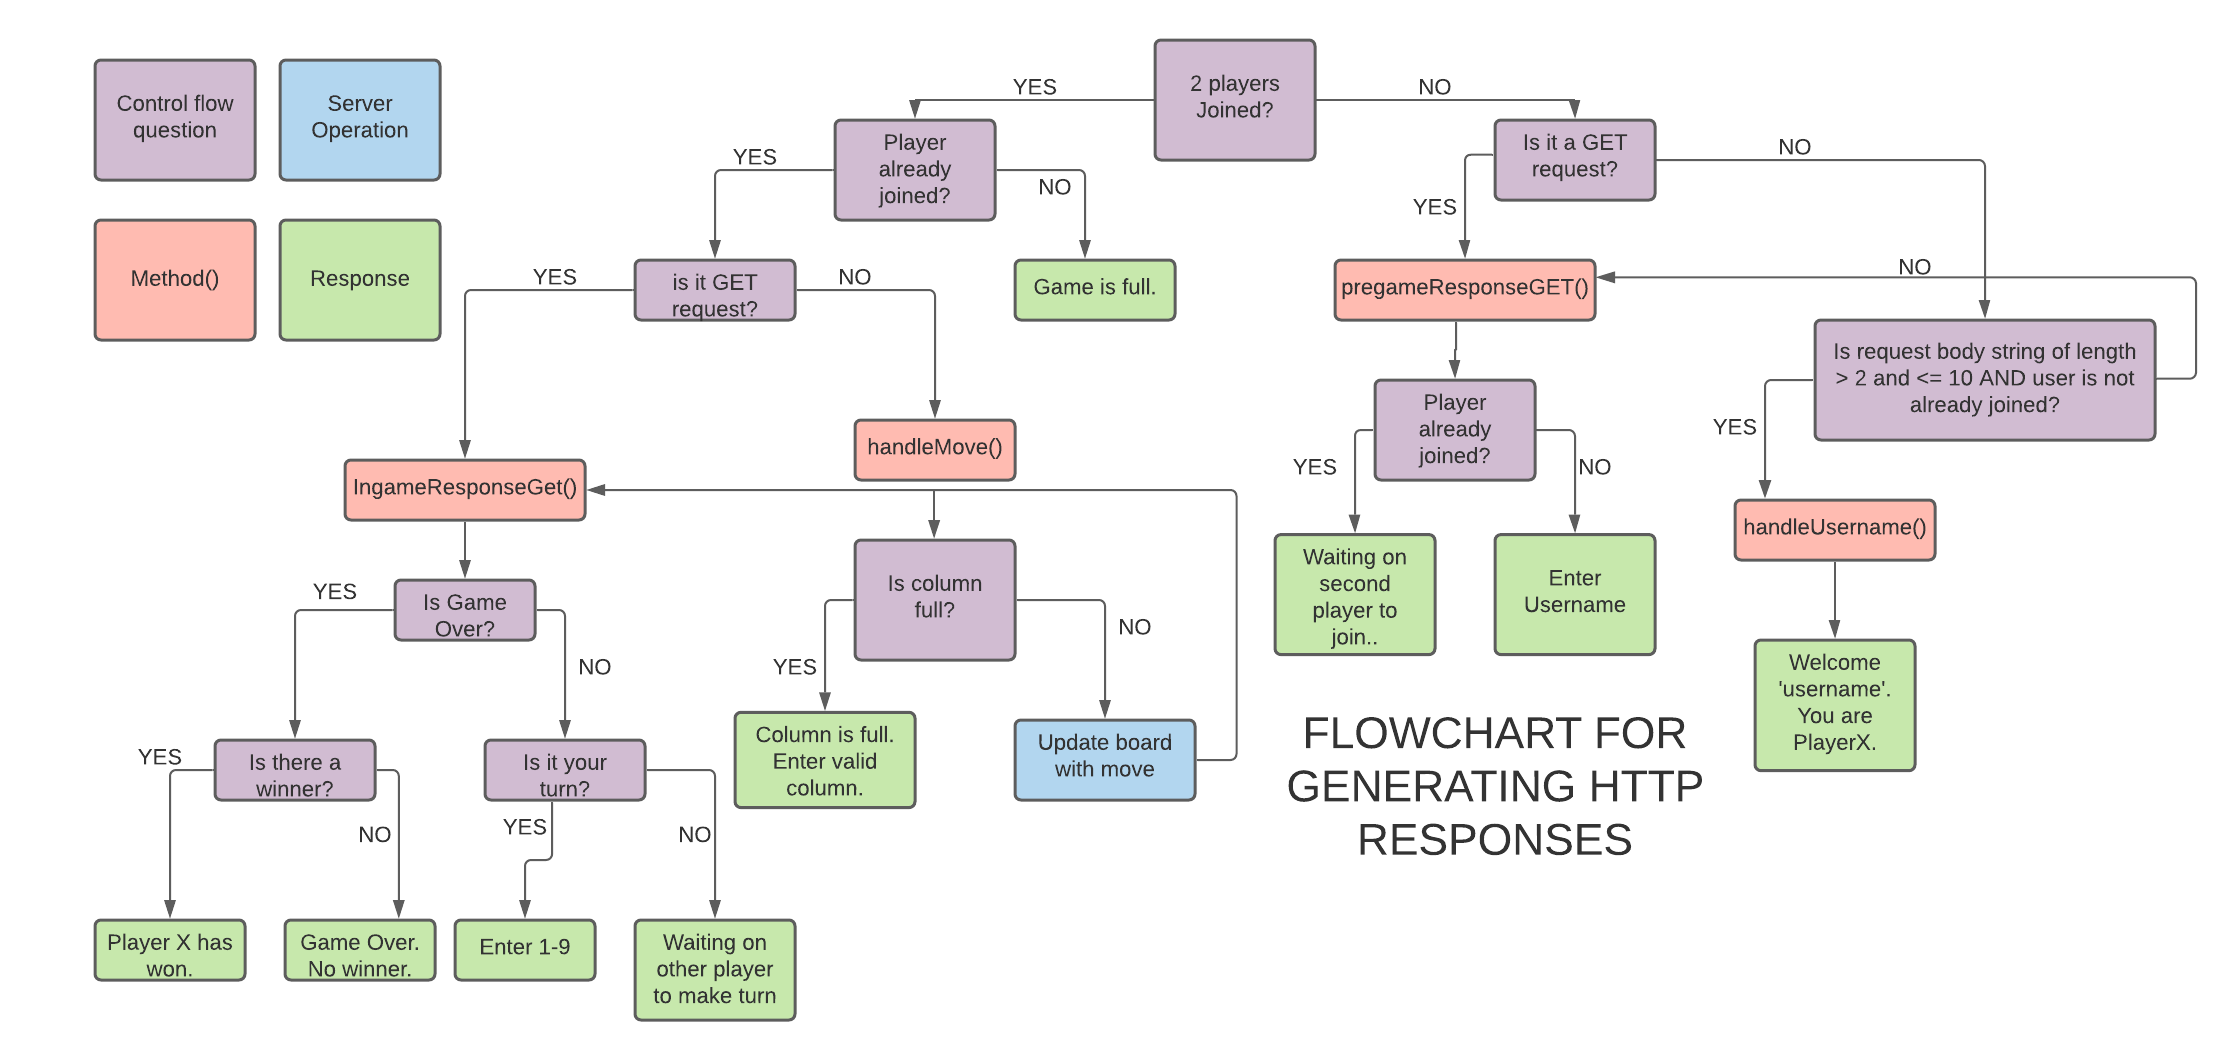 Control flow
question
Server
Operation
Method()
Response
2 players
Joined?
YES
NO
Player
already
joined?
Is it a GET
request?
YES
NO
YES
NO
is it GET
request?
Game is full.
pregameResponseGET()
NO
YES
NO
Is request body string of length
> 2 and <= 10 AND user is not
already joined?
Player
already
joined?
YES
NO
YES
handleMove()
IngameResponseGet()
handleUsername()
Waiting on
second
player to
join..
Enter
Username
Is column
full?
Is Game
Over?
YES
NO
YES
NO
Welcome
'username'.
You are
PlayerX.
Column is full.
Enter valid
column.
Update board
with move
FLOWCHART FOR
GENERATING HTTP
RESPONSES
Is there a
winner?
Is it your
turn?
YES
NO
YES
NO
Player X has
won.
Game Over.
No winner.
Enter 1-9
Waiting on
other player
to make turn